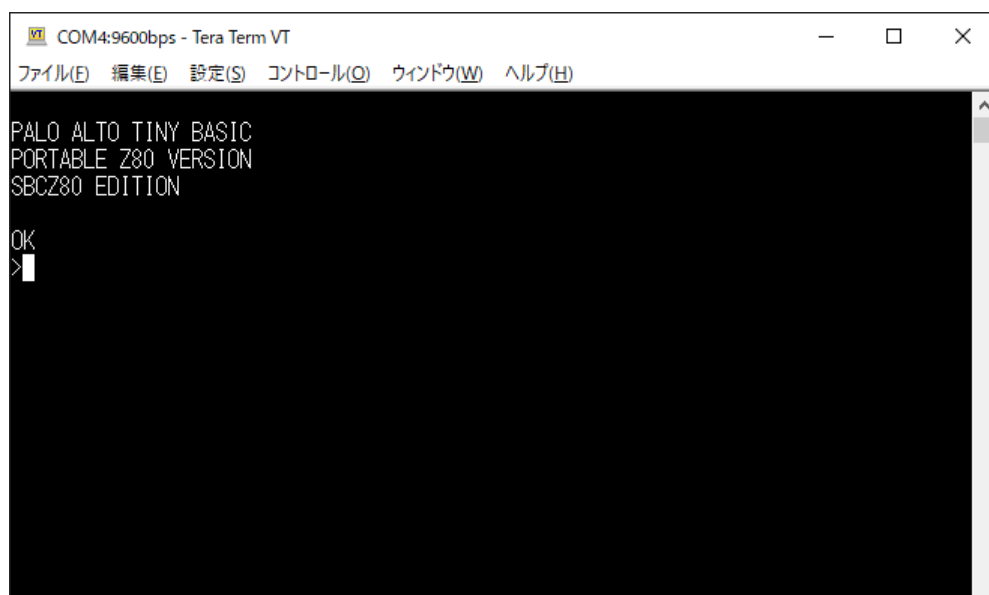 COM4:9600bps - Tera Term VT
ファイル(F) 編集(E) 設定(S) コントロール(O) ウィンドウ(W) ヘルプ(H)
PALO ALTO TINY BASIC
PORTABLE Z80 VERSION
SBCZ80 EDITION
OK
>